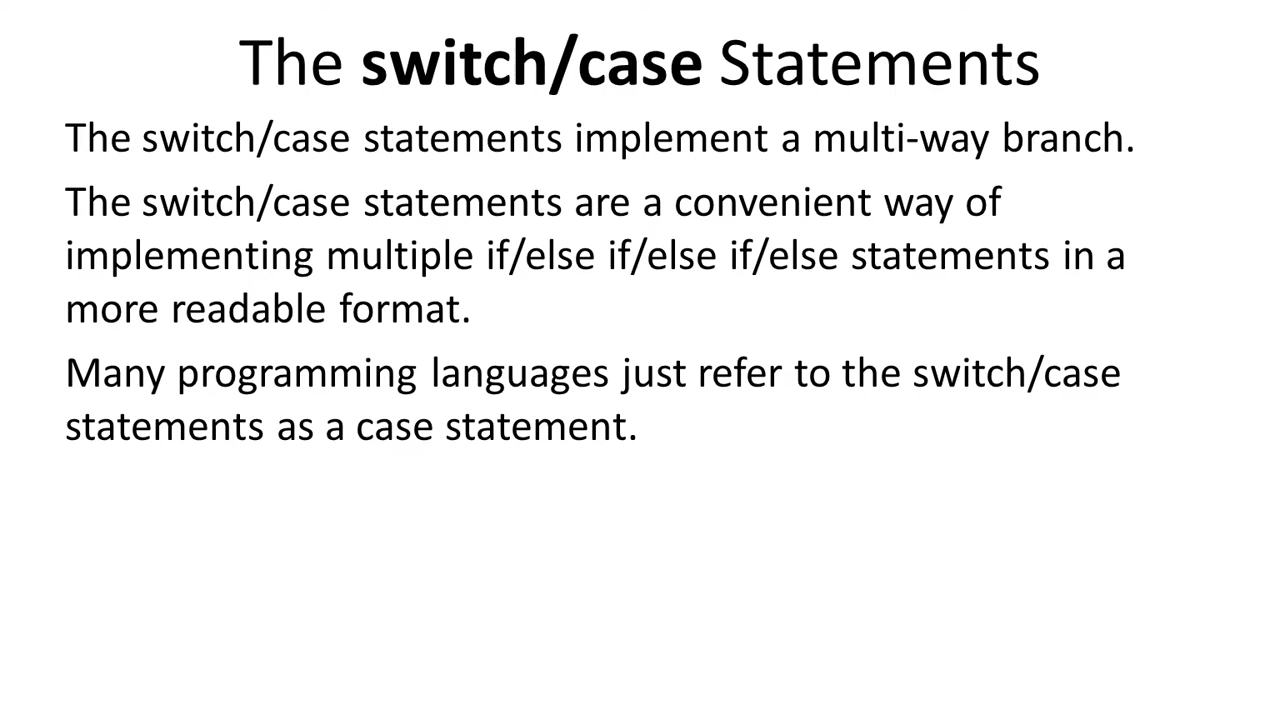 The switch/case Statements
The switch/case statements implement a multi-way branch.
The switch/case statements are a convenient way of
implementing multiple if/else if/else if/else statements in a
more readable format.
Many programming languages just refer to the switch/case
statements as a case statement.